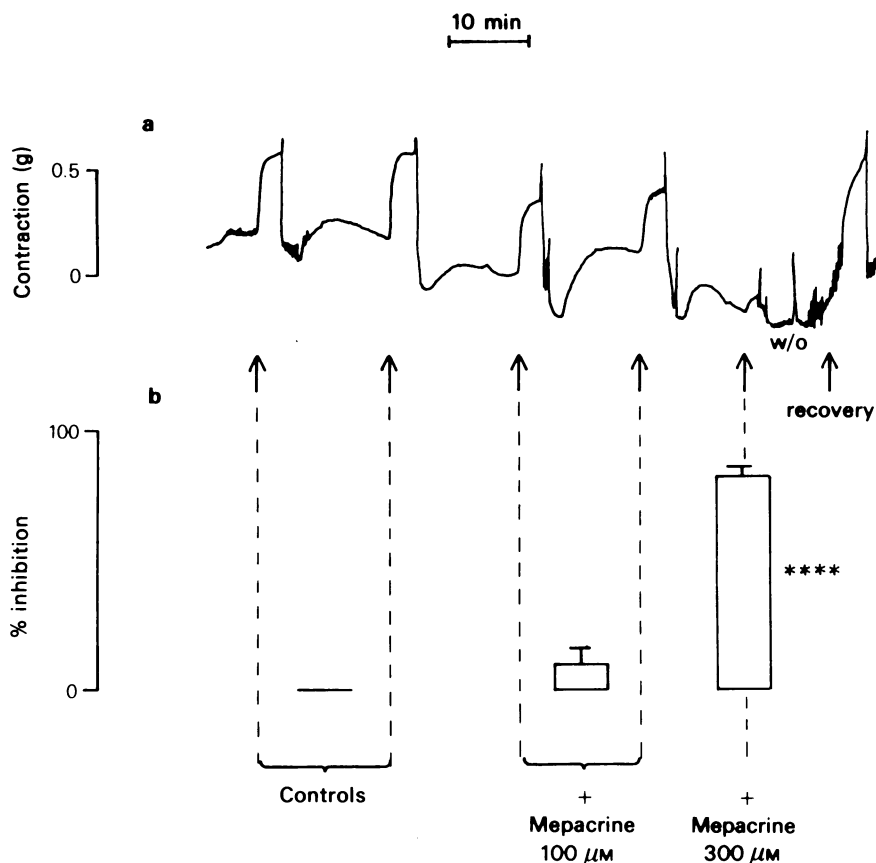 10 min
a
Contraction (g)
0.5
0
w/o
recovery
b
% inhibition
100
0
****
Controls
+
Mepacrine
100 μM
+
Mepacrine
300 μM